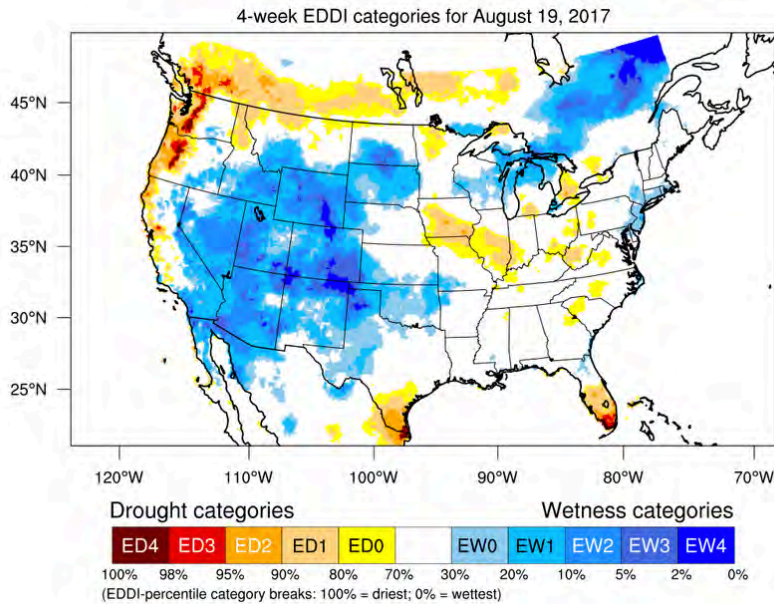 4-week EDDI categories for August 19, 2017
45°N
40°N
35°N
30°N
25°N
120°W 110°W 100°W 90°W 80°W 70°W
Drought categories Wetness categories
ED4 ED3 ED2 ED1 ED0 EW0 EW1 EW2 EW3 EW4
100% 98% 95% 90% 80% 70% 30% 20% 10% 5% 2% 0%
(EDDI-percentile category breaks: 100% = driest; 0% = wettest)